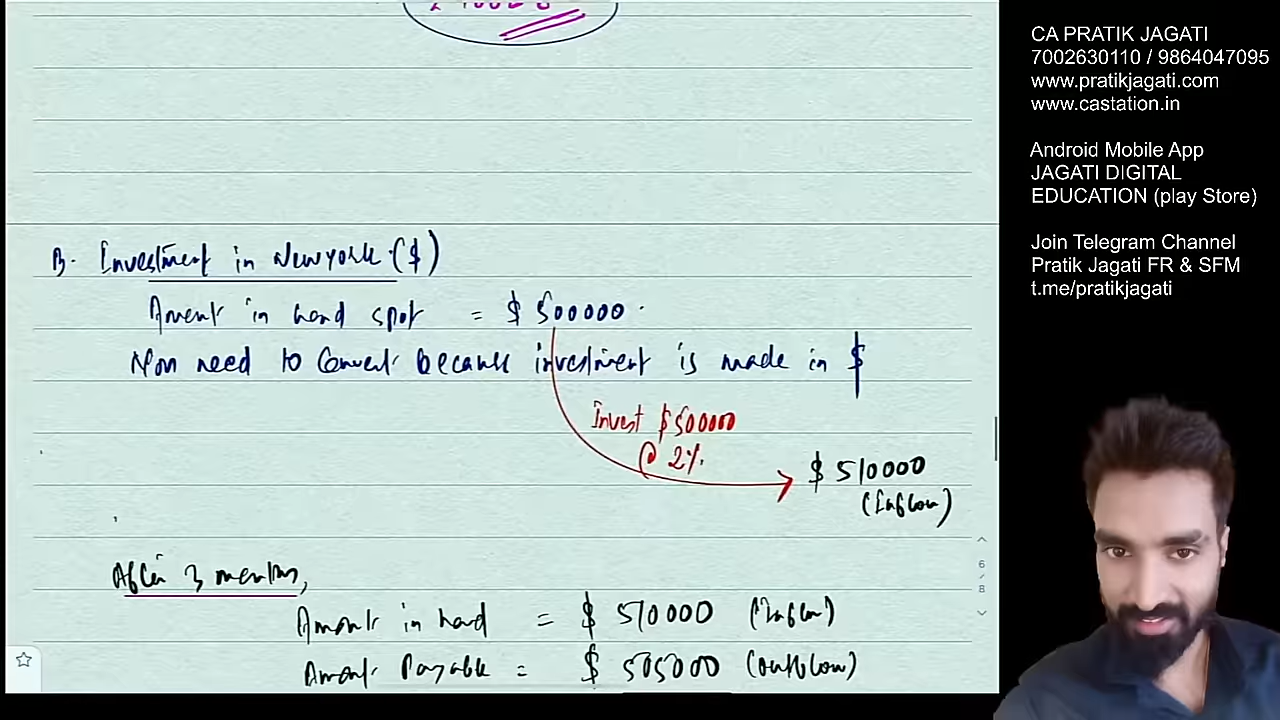 B. Investment in Newyork ($)
Amount in hand spot = $ 500000.
Non need to Convert because investment is made in $
Invest $500000
@ 2%
$ 510000
(Inflow)
After 3 months,
Amount in hand = $ 510000 (Inflow)
Amount Payable = $ 505000 (outflow)
6
/
8
CA PRATIK JAGATI
7002630110 / 9864047095
www.pratikjagati.com
www.castation.in
Android Mobile App
JAGATI DIGITAL
EDUCATION (play Store)
Join Telegram Channel
Pratik Jagati FR & SFM
t.me/pratikjagati